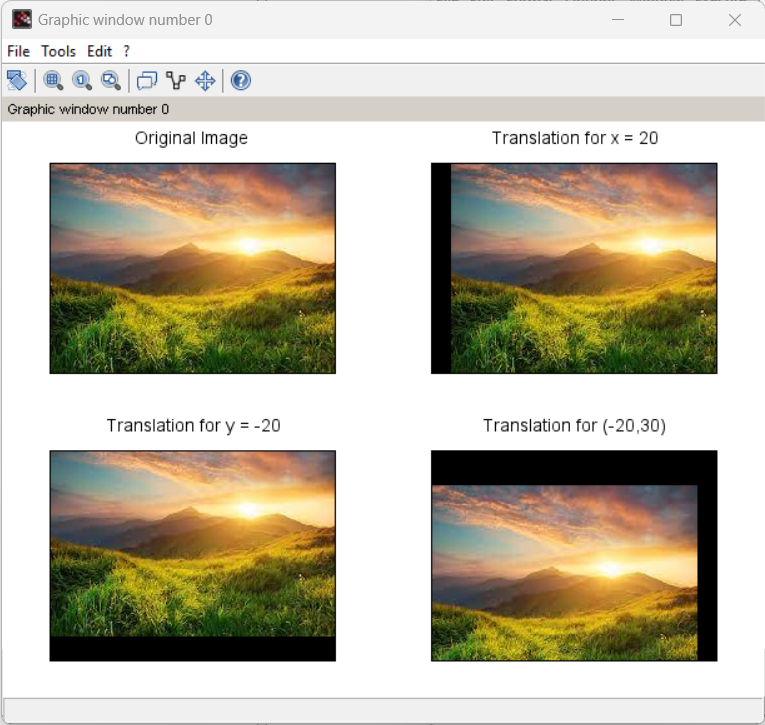 Graphic window number 0
File Tools Edit ?
Graphic window number 0
Original Image
Translation for x = 20
Translation for y = -20
Translation for (-20,30)